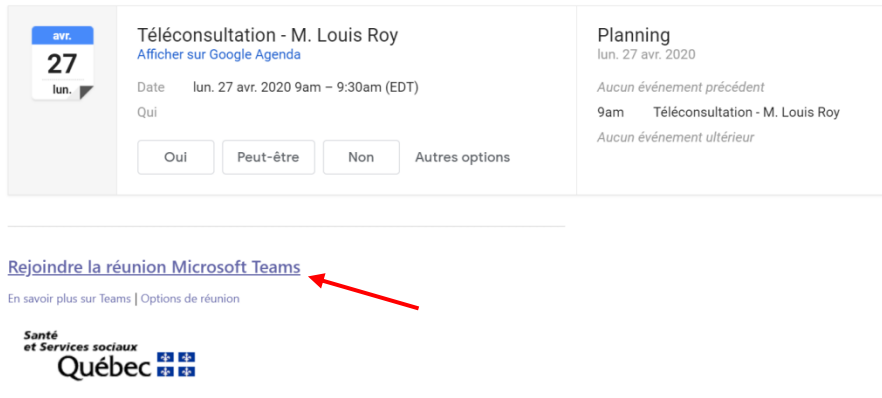 avr.
27
lun.
Téléconsultation - M. Louis Roy
Afficher sur Google Agenda
Date lun. 27 avr. 2020 9am – 9:30am (EDT)
Qui
Oui Peut-être Non Autres options
Planning
lun. 27 avr. 2020
Aucun événement précédent
9am Téléconsultation - M. Louis Roy
Aucun événement ultérieur
Rejoindre la réunion Microsoft Teams
En savoir plus sur Teams | Options de réunion
Santé
et Services sociaux
Québec